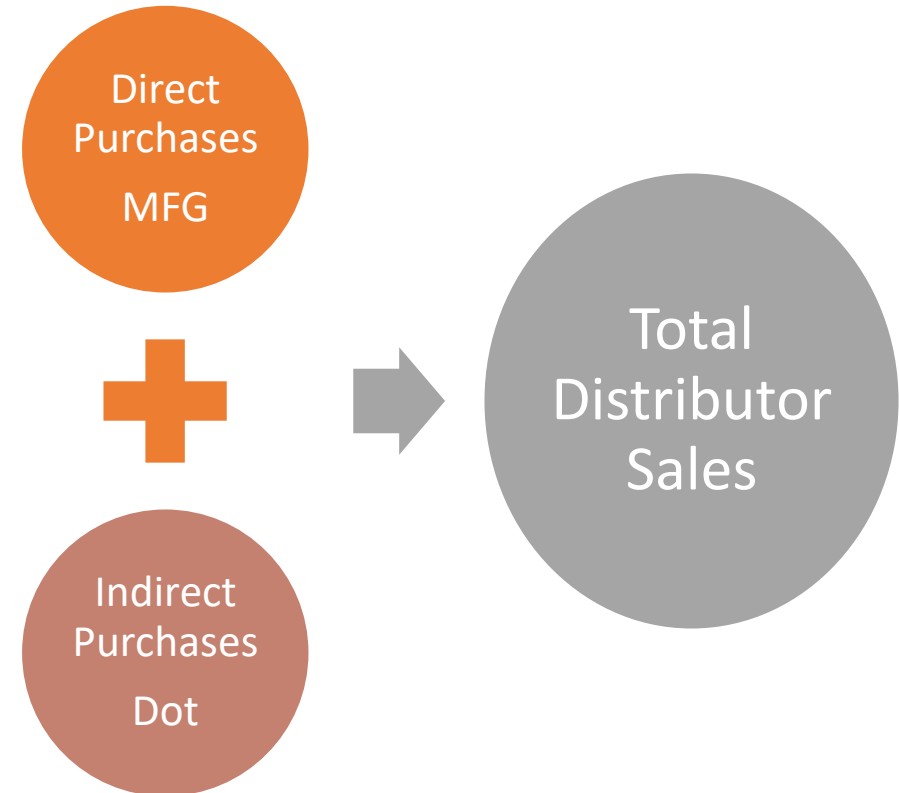 Direct
Purchases
MFG
Indirect
Purchases
Dot
Total
Distributor
Sales